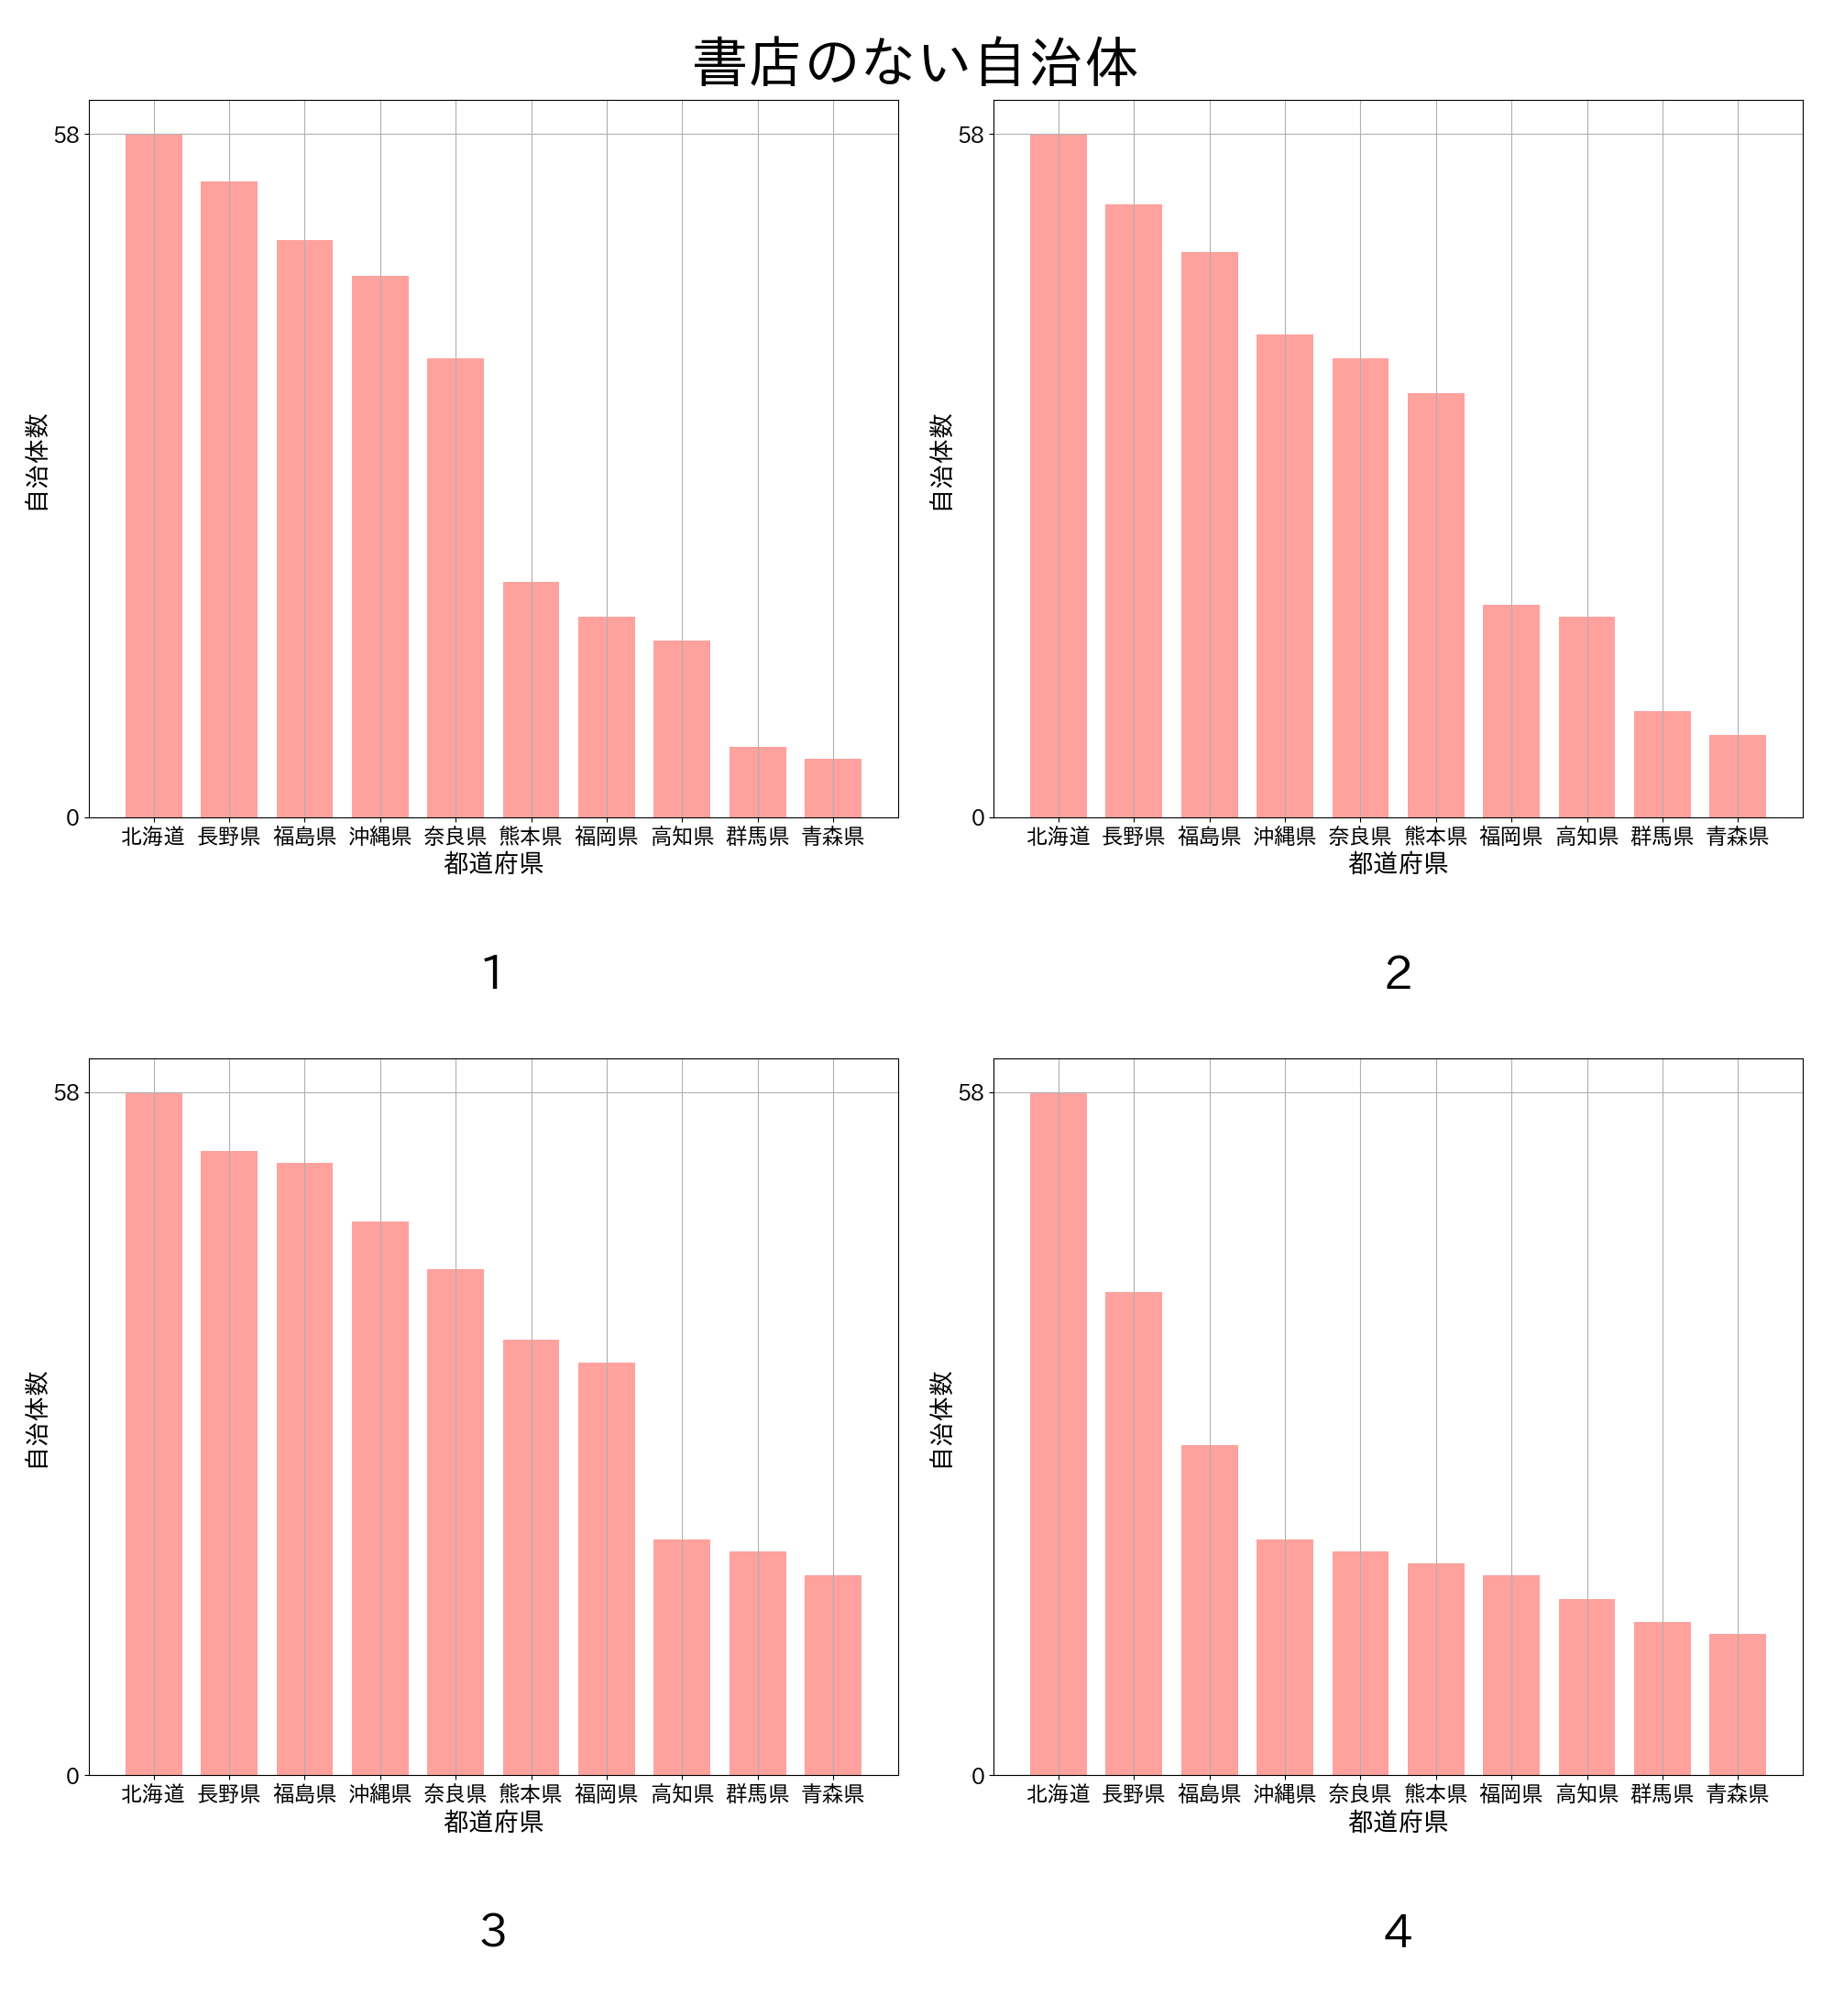 書店のない自治体
58
0
自治体数
北海道 長野県 福島県 沖縄県 奈良県 熊本県 福岡県 高知県 群馬県 青森県
都道府県
1
58
0
自治体数
北海道 長野県 福島県 沖縄県 奈良県 熊本県 福岡県 高知県 群馬県 青森県
都道府県
2
58
0
自治体数
北海道 長野県 福島県 沖縄県 奈良県 熊本県 福岡県 高知県 群馬県 青森県
都道府県
3
58
0
自治体数
北海道 長野県 福島県 沖縄県 奈良県 熊本県 福岡県 高知県 群馬県 青森県
都道府県
4